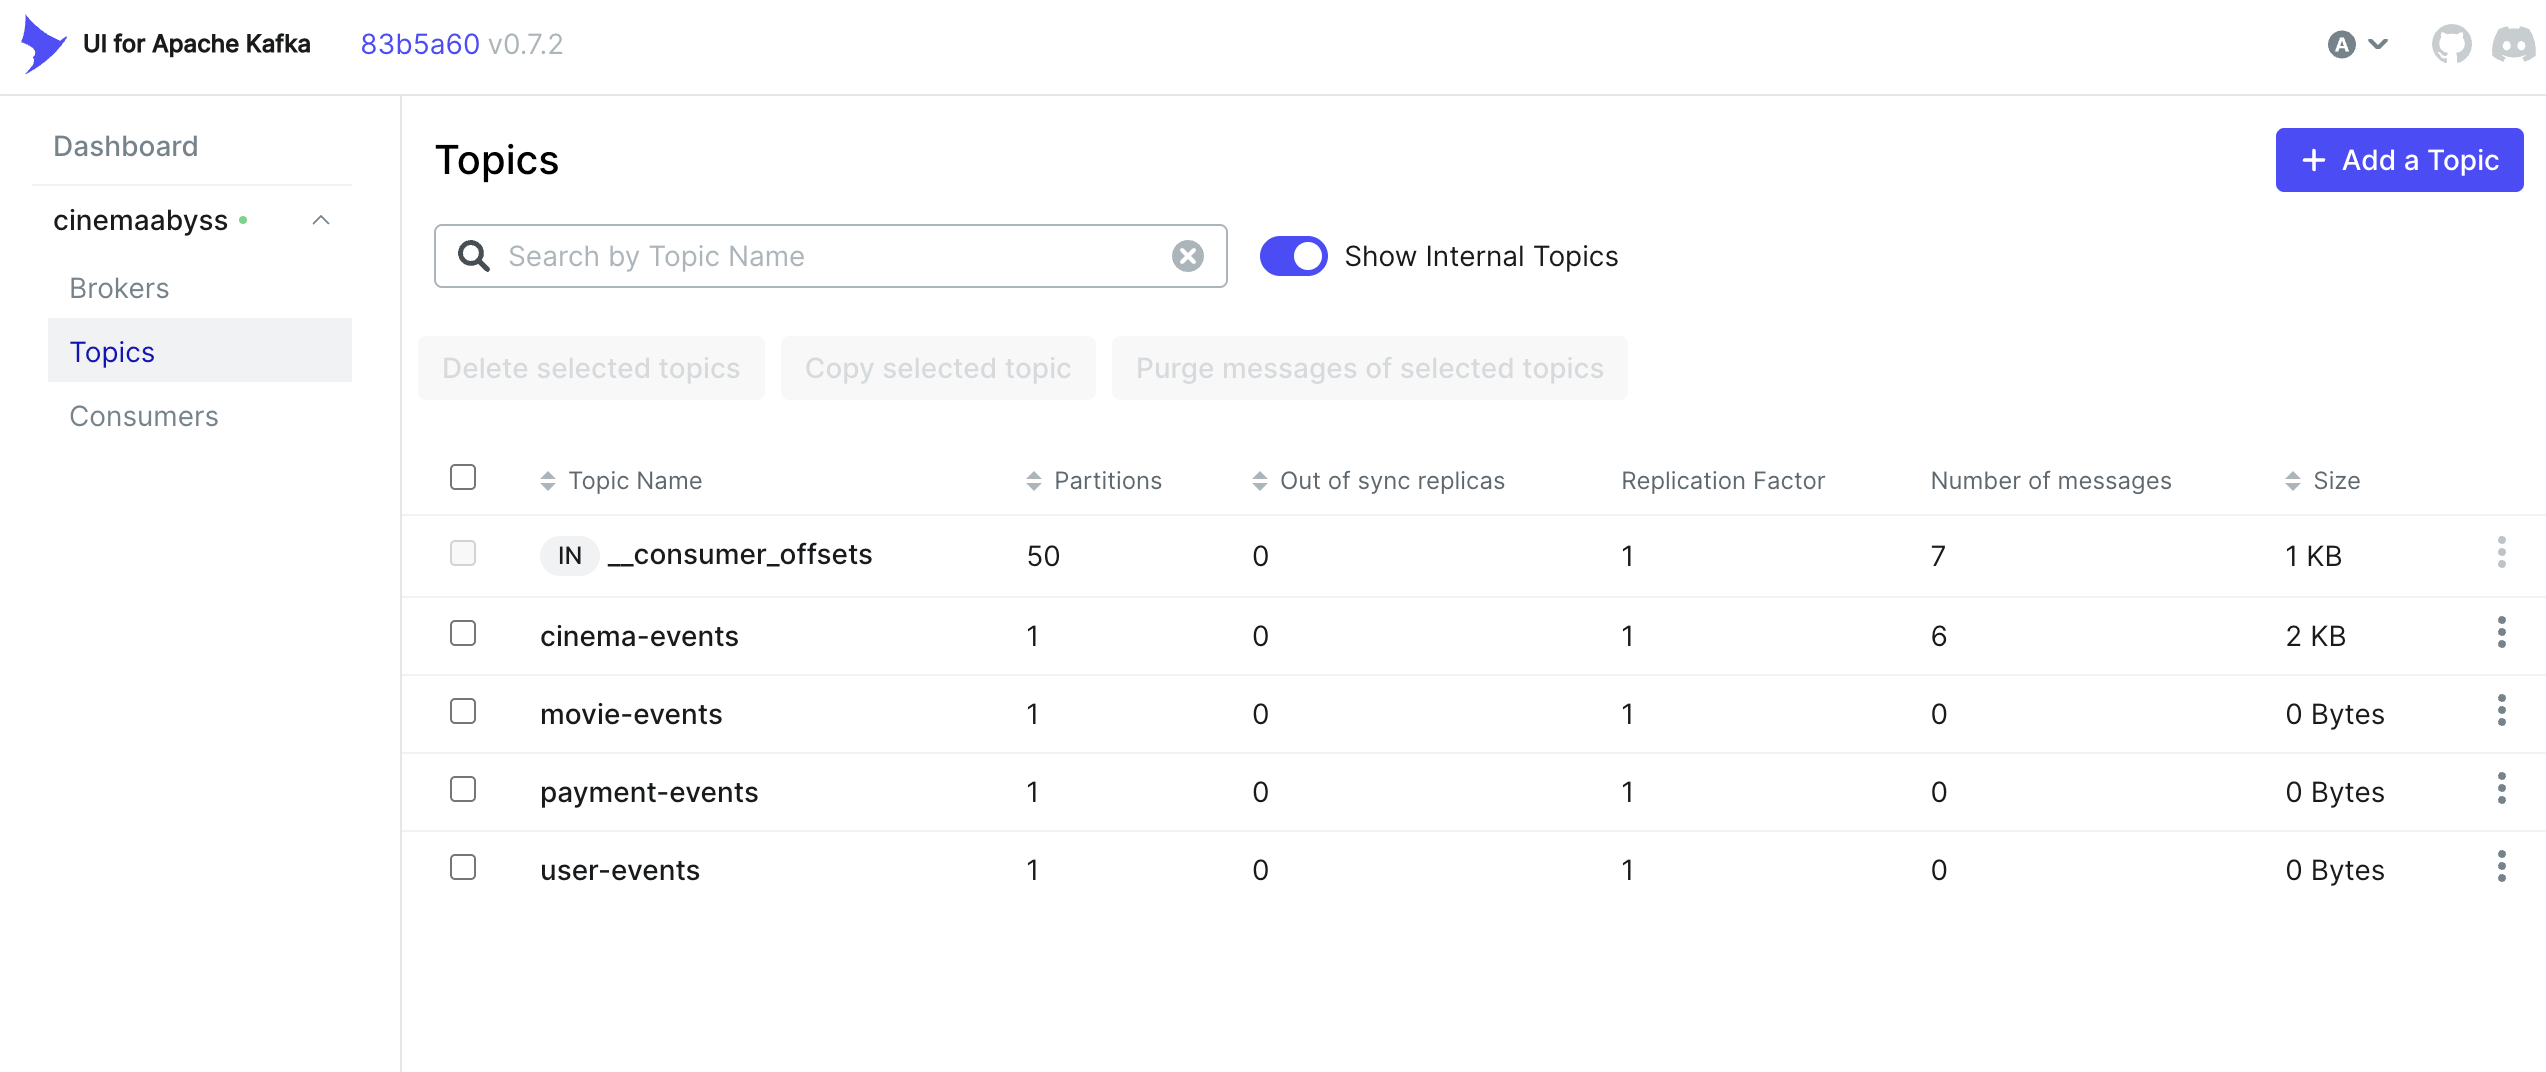 UI for Apache Kafka 83b5a60 v0.7.2 A
Dashboard
cinemaabyss
Brokers
Topics
Consumers
Topics
Add a Topic
Search by Topic Name
Show Internal Topics
Delete selected topics Copy selected topic Purge messages of selected topics
Topic Name Partitions Out of sync replicas Replication Factor Number of messages Size
IN __consumer_offsets 50 0 1 7 1 KB
cinema-events 1 0 1 6 2 KB
movie-events 1 0 1 0 0 Bytes
payment-events 1 0 1 0 0 Bytes
user-events 1 0 1 0 0 Bytes